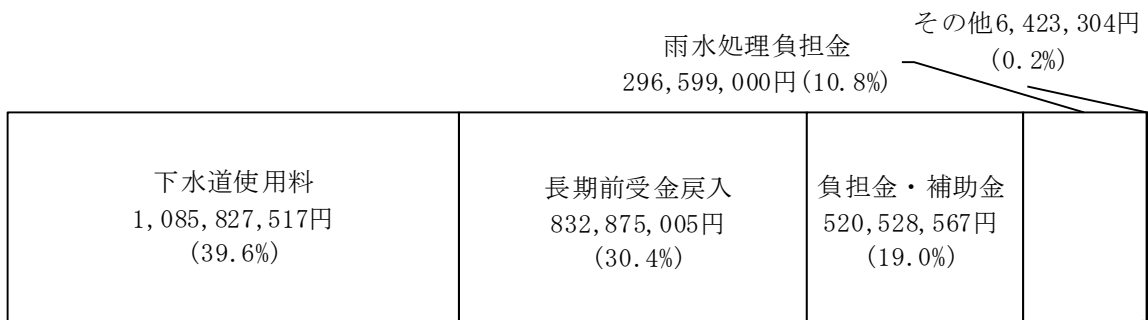 その他6,423,304円
(0.2%)
雨水処理負担金
296,599,000円(10.8%)
下水道使用料
1,085,827,517円
(39.6%)
長期前受金戻入
832,875,005円
(30.4%)
負担金・補助金
520,528,567円
(19.0%)